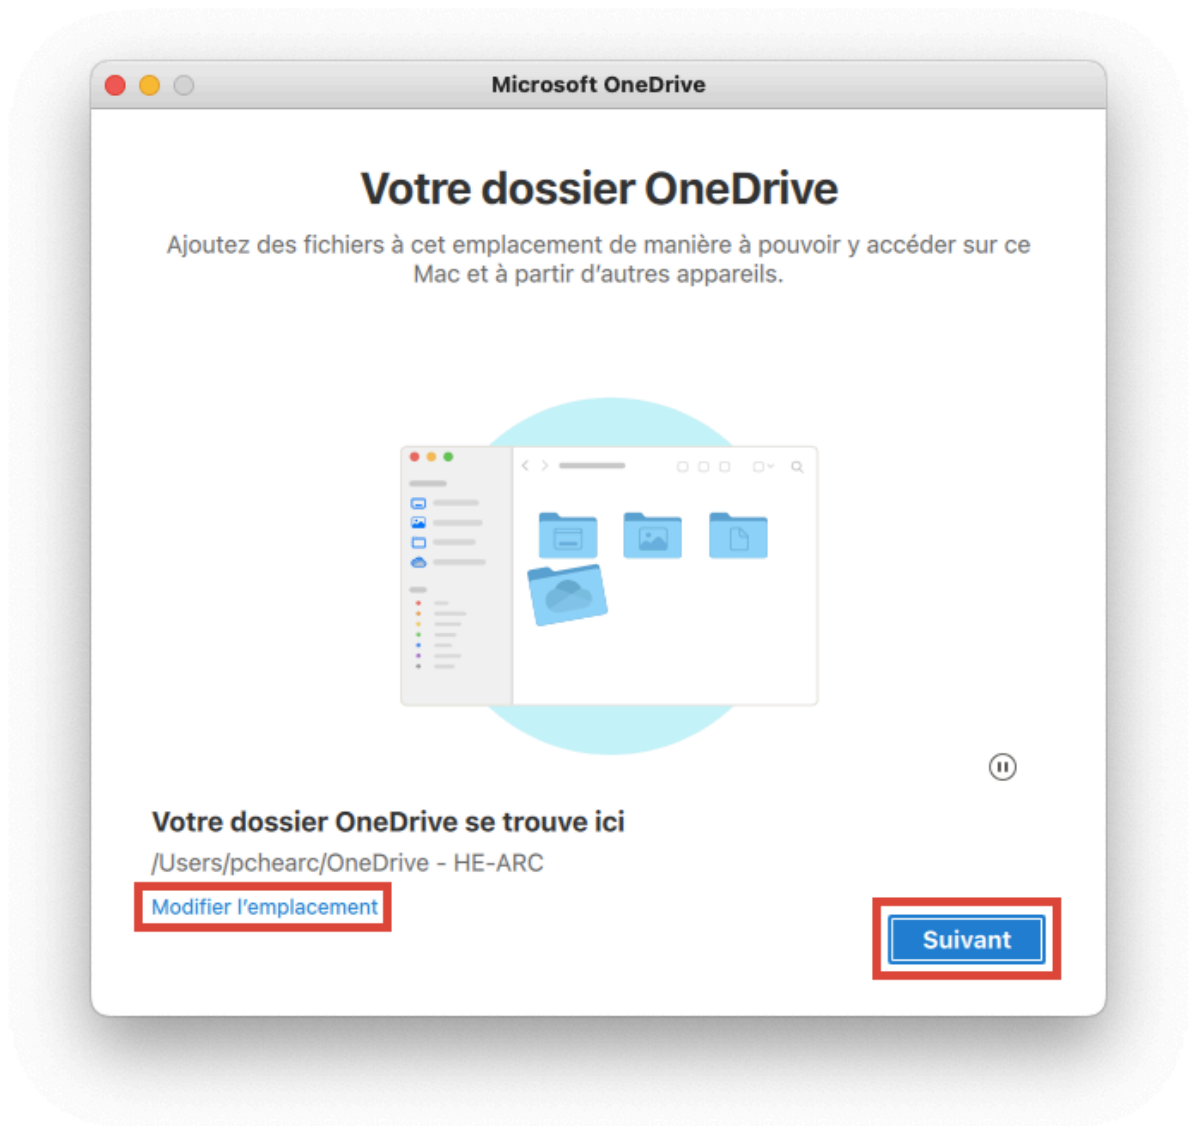 Microsoft OneDrive
Votre dossier OneDrive
Ajoutez des fichiers à cet emplacement de manière à pouvoir y accéder sur ce
Mac et à partir d'autres appareils.
Votre dossier OneDrive se trouve ici
/Users/pchearc/OneDrive - HE-ARC
Modifier l'emplacement
Suivant